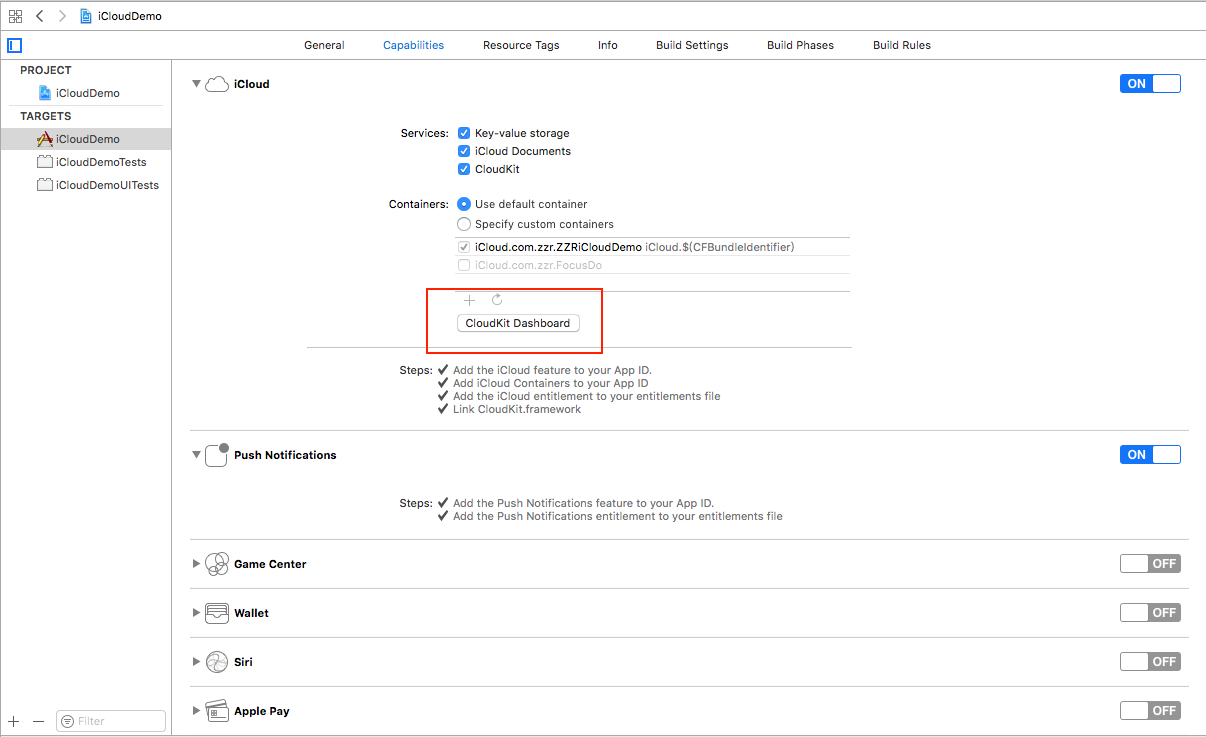 iCloudDemo
General Capabilities Resource Tags Info Build Settings Build Phases Build Rules
PROJECT
iCloudDemo
TARGETS
iCloudDemo
iCloudDemoTests
iCloudDemoUITests
Filter
iCloud ON
Services: Key-value storage
iCloud Documents
CloudKit
Containers: Use default container
Specify custom containers
iCloud.com.zzr.ZZRiCloudDemo iCloud.$(CFBundleIdentifier)
iCloud.com.zzr.FocusDo
CloudKit Dashboard
Steps: ✔ Add the iCloud feature to your App ID.
✔ Add iCloud Containers to your App ID
✔ Add the iCloud entitlement to your entitlements file
✔ Link CloudKit.framework
Push Notifications ON
Steps: ✔ Add the Push Notifications feature to your App ID.
✔ Add the Push Notifications entitlement to your entitlements file
Game Center OFF
Wallet OFF
Siri OFF
Apple Pay OFF